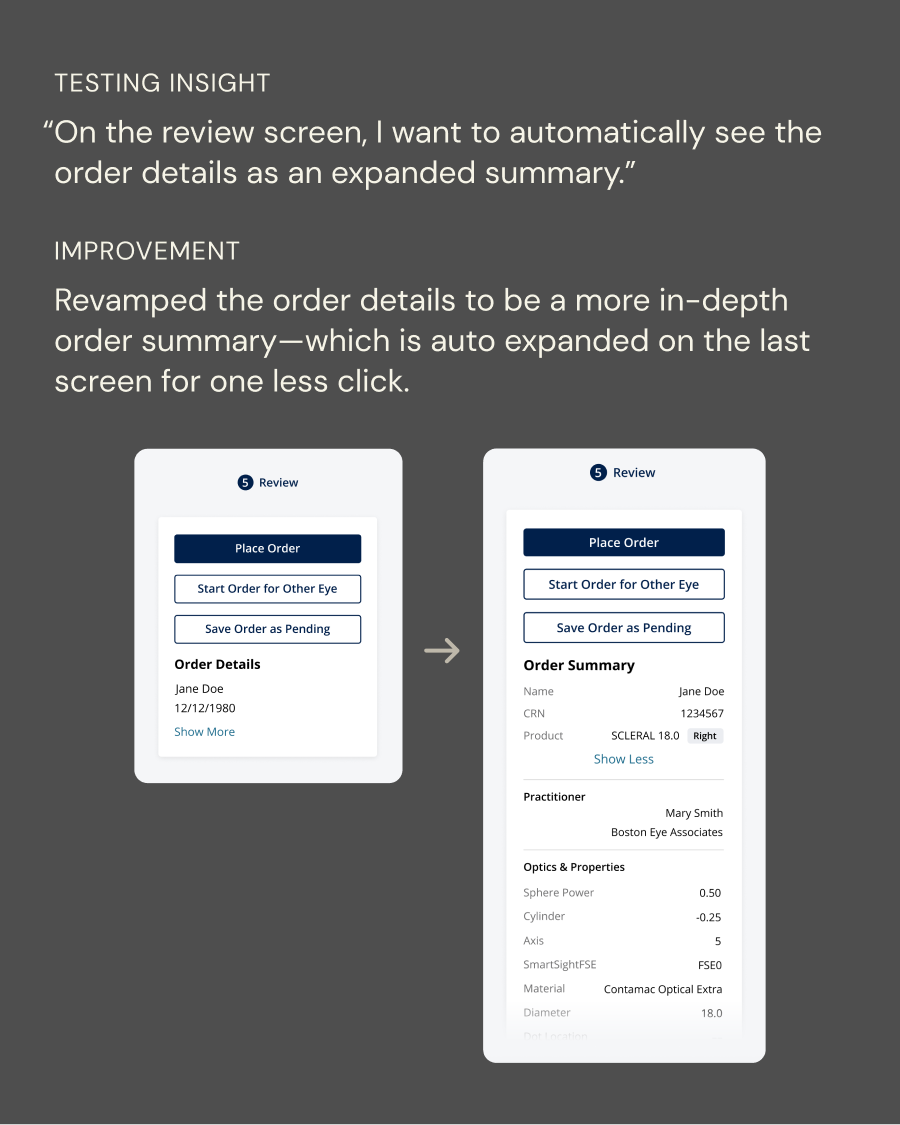 TESTING INSIGHT
“On the review screen, I want to automatically see the
order details as an expanded summary.”
IMPROVEMENT
Revamped the order details to be a more in-depth
order summary—which is auto expanded on the last
screen for one less click.
5 Review
Place Order
Start Order for Other Eye
Save Order as Pending
Order Details
Jane Doe
12/12/1980
Show More
5 Review
Place Order
Start Order for Other Eye
Save Order as Pending
Order Summary
Name Jane Doe
CRN 1234567
Product SCLERAL 18.0 Right
Show Less
Practitioner
Mary Smith
Boston Eye Associates
Optics & Properties
Sphere Power 0.50
Cylinder -0.25
Axis 5
SmartSightFSE FSE0
Material Contamac Optical Extra
Diameter 18.0
Dot Location